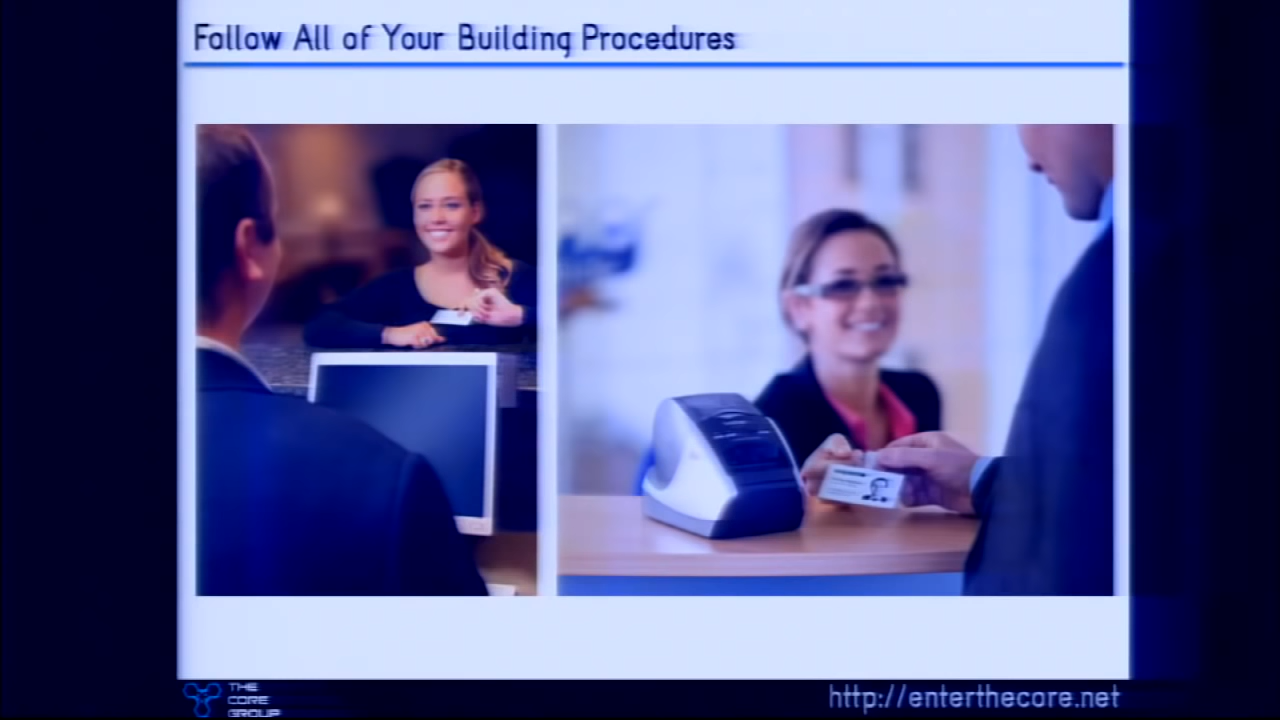 Follow All of Your Building Procedures
THE
CORE
GROUP
http://enterthecore.net